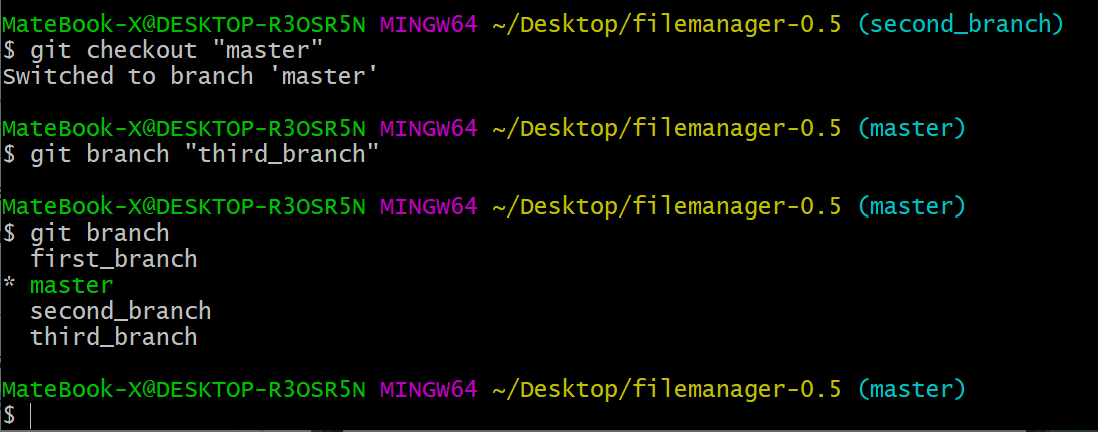 MateBook-X@DESKTOP-R3OSR5N MINGW64 ~/Desktop/filemanager-0.5 (second_branch)
$ git checkout "master"
Switched to branch 'master'
MateBook-X@DESKTOP-R3OSR5N MINGW64 ~/Desktop/filemanager-0.5 (master)
$ git branch "third_branch"
MateBook-X@DESKTOP-R3OSR5N MINGW64 ~/Desktop/filemanager-0.5 (master)
$ git branch
  first_branch
* master
  second_branch
  third_branch
MateBook-X@DESKTOP-R3OSR5N MINGW64 ~/Desktop/filemanager-0.5 (master)
$